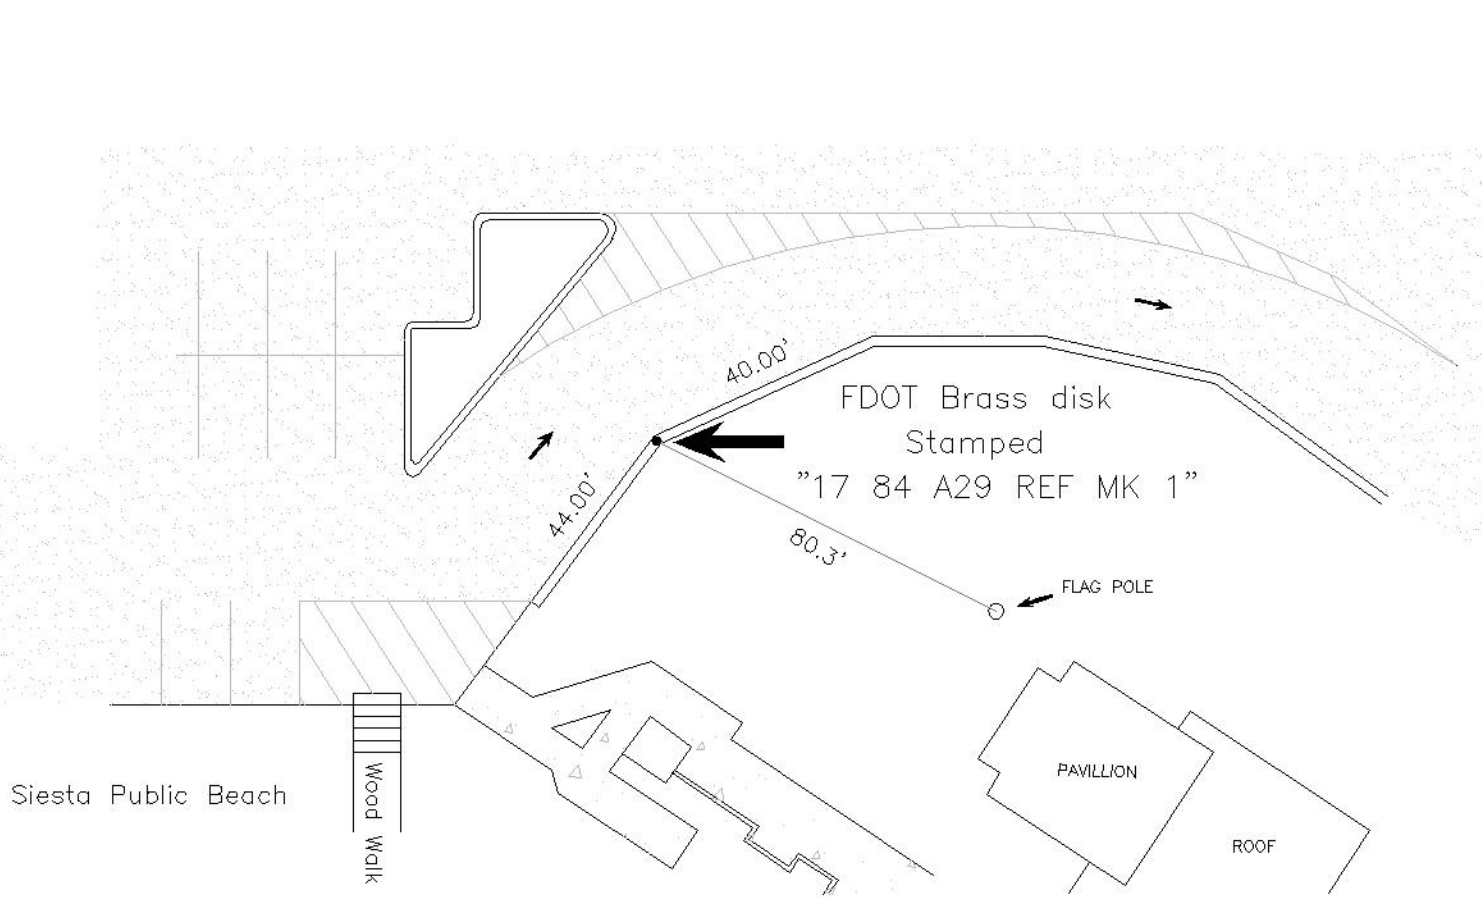 40.00'
FDOT Brass disk
Stamped
"17 84 A29 REF MK 1"
44.00'
80.3'
FLAG POLE
PAVILLION
Siesta Public Beach
Wood Walk
ROOF